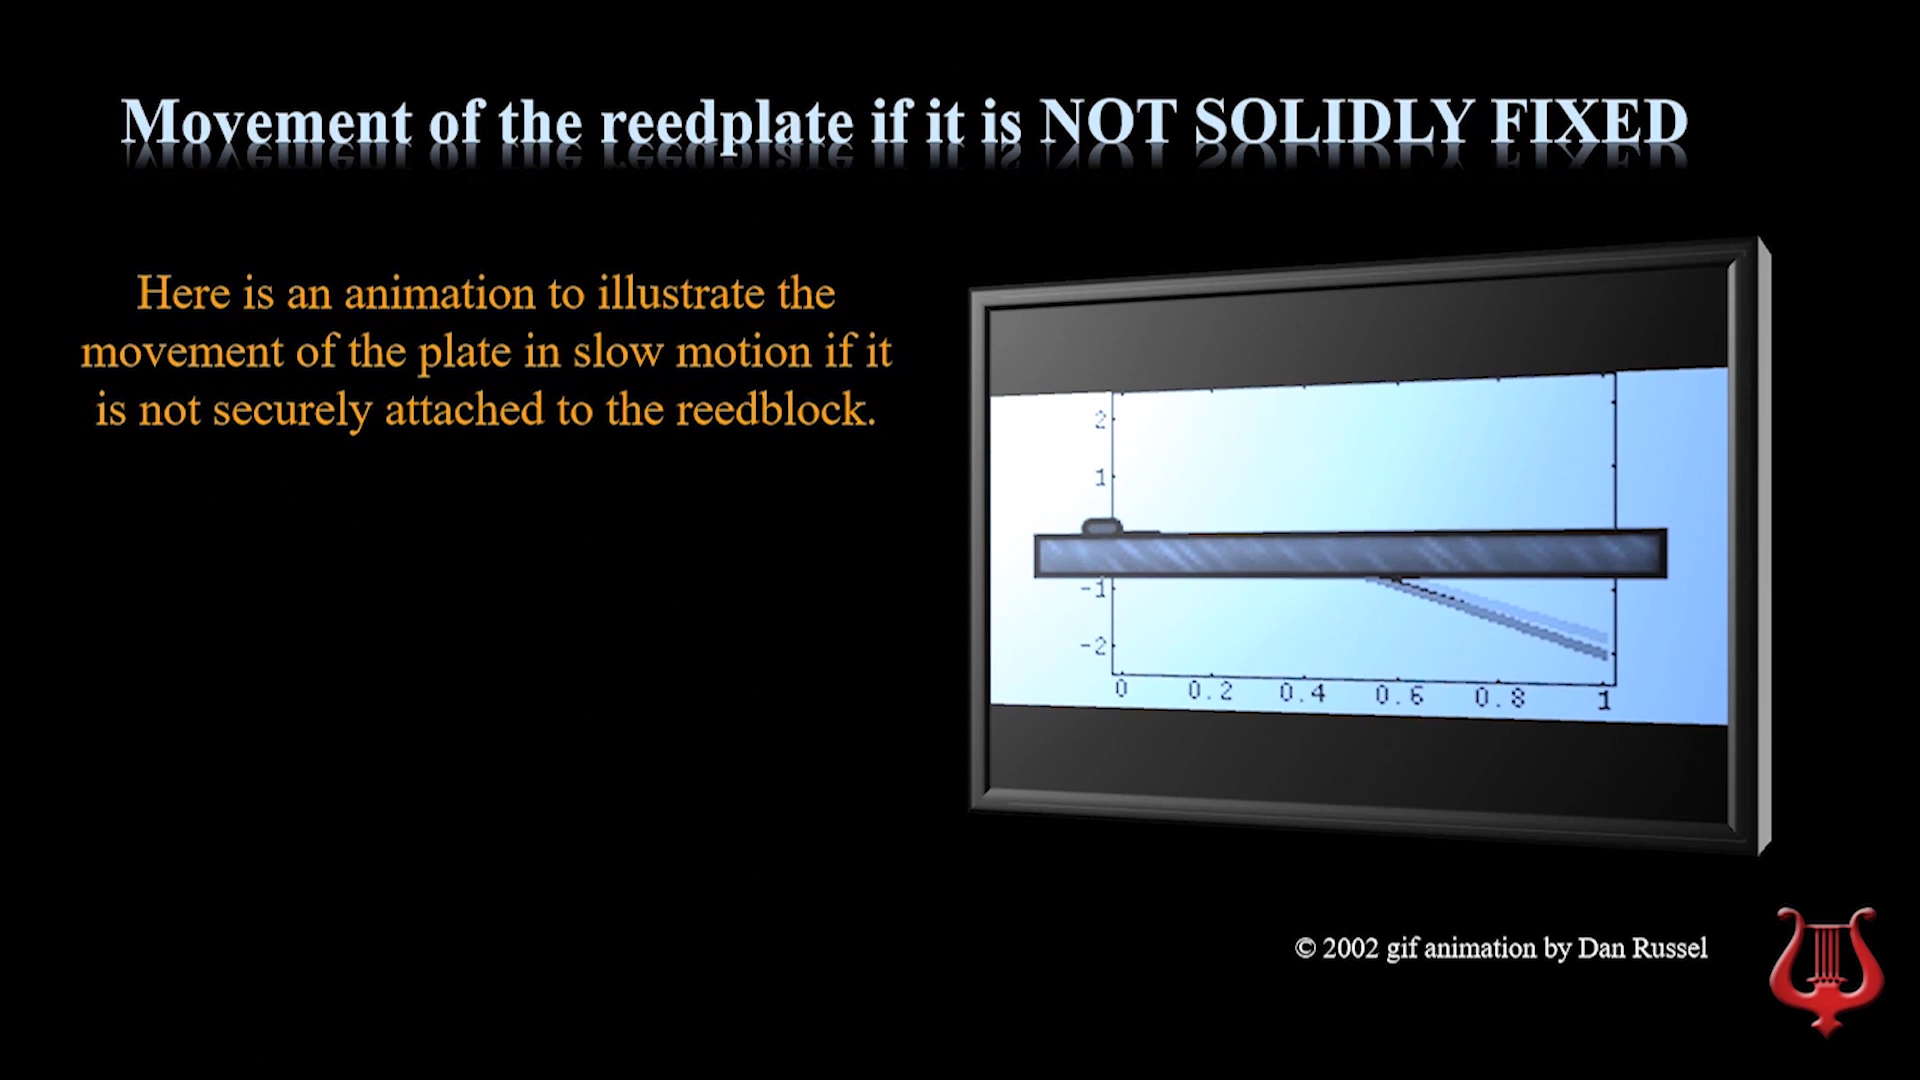 Movement of the reedplate if it is NOT SOLIDLY FIXED
Here is an animation to illustrate the
movement of the plate in slow motion if it
is not securely attached to the reedblock.
2
1
-1
-2
0 0.2 0.4 0.6 0.8 1
© 2002 gif animation by Dan Russel